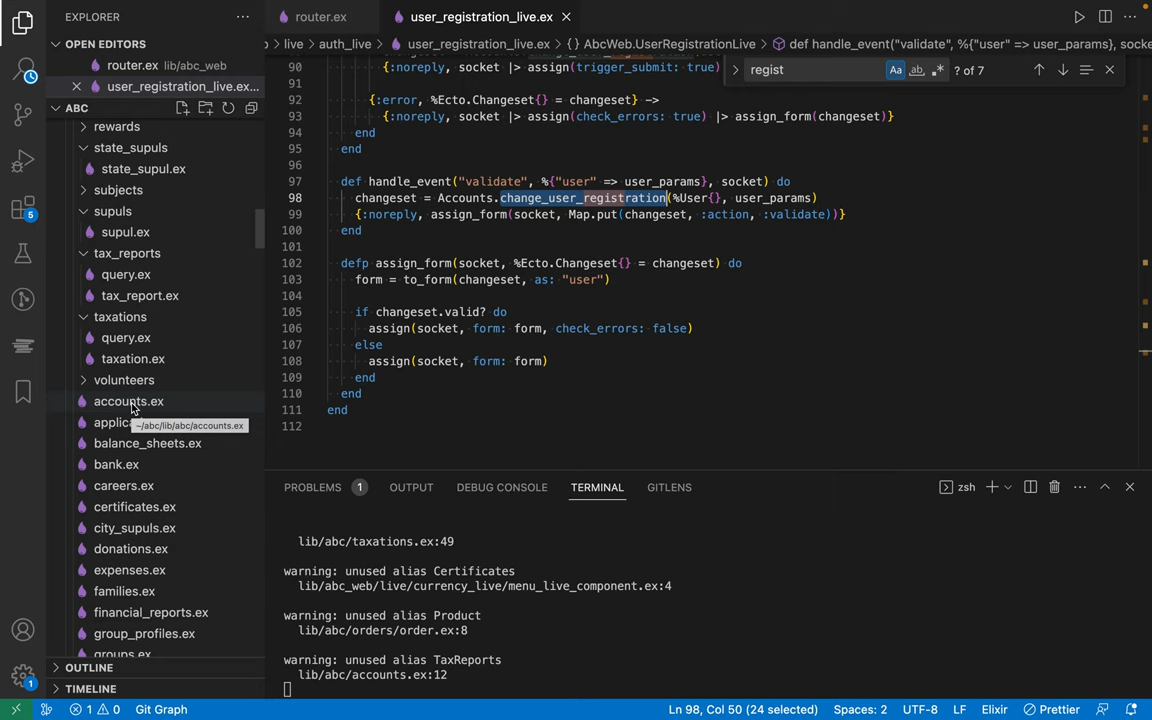 EXPLORER
router.ex
user_registration_live.ex
OPEN EDITORS
router.ex lib/abc_web
user_registration_live.ex...
ABC
rewards
state_supuls
state_supul.ex
subjects
supuls
supul.ex
tax_reports
query.ex
tax_report.ex
taxations
query.ex
taxation.ex
volunteers
accounts.ex
~/abc/lib/abc/accounts.ex
balance_sheets.ex
bank.ex
careers.ex
certificates.ex
city_supuls.ex
donations.ex
expenses.ex
families.ex
financial_reports.ex
group_profiles.ex
groups.ex
OUTLINE
TIMELINE
live > auth_live > user_registration_live.ex > {} AbcWeb.UserRegistrationLive > def handle_event("validate", %{"user" => user_params}, socke
regist
Aa
ab
? of 7
90 {:noreply, socket |> assign(trigger_submit: true)
91
92 {:error, %Ecto.Changeset{} = changeset} ->
93 {:noreply, socket |> assign(check_errors: true) |> assign_form(changeset)}
94 end
95 end
96
97 def handle_event("validate", %{"user" => user_params}, socket) do
98 changeset = Accounts.change_user_registration(%User{}, user_params)
99 {:noreply, assign_form(socket, Map.put(changeset, :action, :validate))}
100 end
101
102 defp assign_form(socket, %Ecto.Changeset{} = changeset) do
103 form = to_form(changeset, as: "user")
104
105 if changeset.valid? do
106 assign(socket, form: form, check_errors: false)
107 else
108 assign(socket, form: form)
109 end
110 end
111 end
112
PROBLEMS 1 OUTPUT DEBUG CONSOLE TERMINAL GITLENS
zsh
lib/abc/taxations.ex:49
warning: unused alias Certificates
lib/abc_web/live/currency_live/menu_live_component.ex:4
warning: unused alias Product
lib/abc/orders/order.ex:8
warning: unused alias TaxReports
lib/abc/accounts.ex:12
5
1
1 0 Git Graph
Ln 98, Col 50 (24 selected) Spaces: 2 UTF-8 LF Elixir Prettier